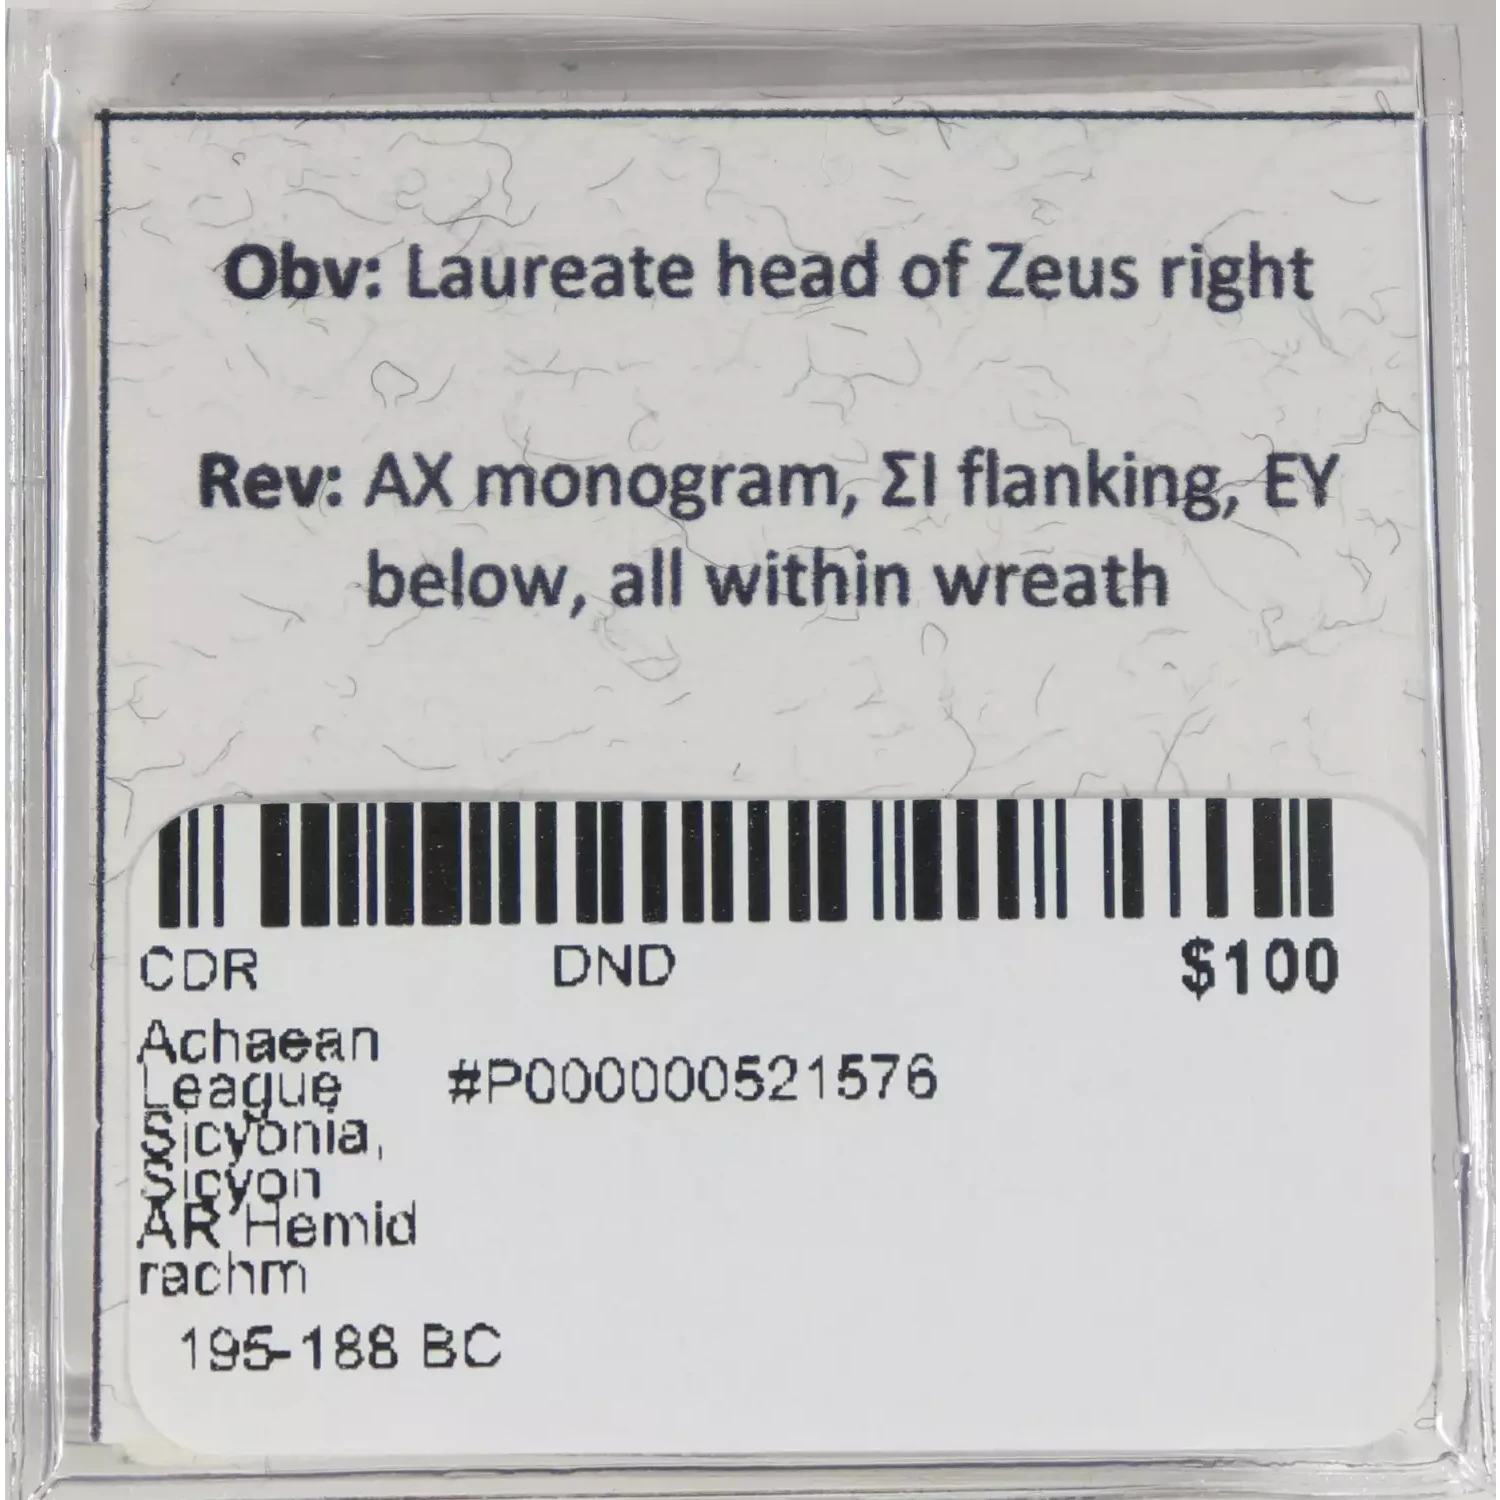 Obv: Laureate head of Zeus right
Rev: AX monogram, ΣΙ flanking, EY
below, all within wreath
CDR DND $100
Achaean
League
Sicyonia,
Sicyon
AR Hemid
rachm
#P000000521576
195-188 BC